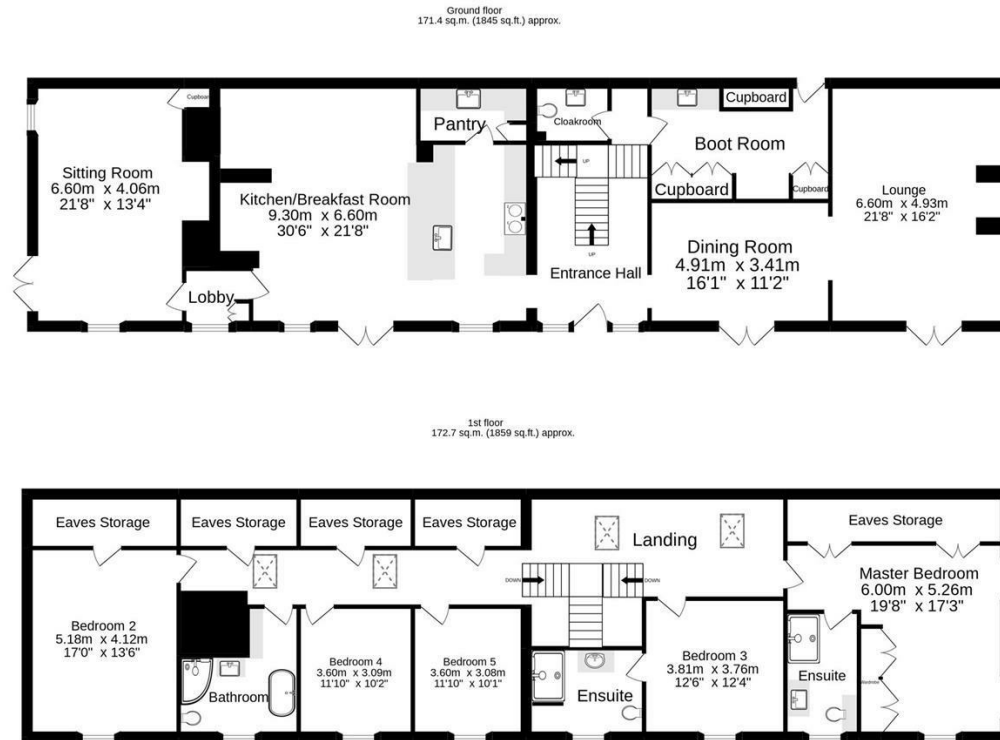 Ground floor
171.4 sq.m. (1845 sq.ft.) approx.
Cupboard
Sitting Room
6.60m x 4.06m
21'8" x 13'4"
Lobby
Kitchen/Breakfast Room
9.30m x 6.60m
30'6" x 21'8"
Pantry
Cloakroom
UP
UP
Entrance Hall
Cupboard
Boot Room
Cupboard
Cupboard
Dining Room
4.91m x 3.41m
16'1" x 11'2"
Lounge
6.60m x 4.93m
21'8" x 16'2"
1st floor
172.7 sq.m. (1859 sq.ft.) approx.
Eaves Storage
Eaves Storage
Eaves Storage
Eaves Storage
Eaves Storage
Landing
DOWN
DOWN
Master Bedroom
6.00m x 5.26m
19'8" x 17'3"
Bedroom 2
5.18m x 4.12m
17'0" x 13'6"
Bathroom
Bedroom 4
3.60m x 3.09m
11'10" x 10'2"
Bedroom 5
3.60m x 3.08m
11'10" x 10'1"
Ensuite
Bedroom 3
3.81m x 3.76m
12'6" x 12'4"
Ensuite
Wardrobe